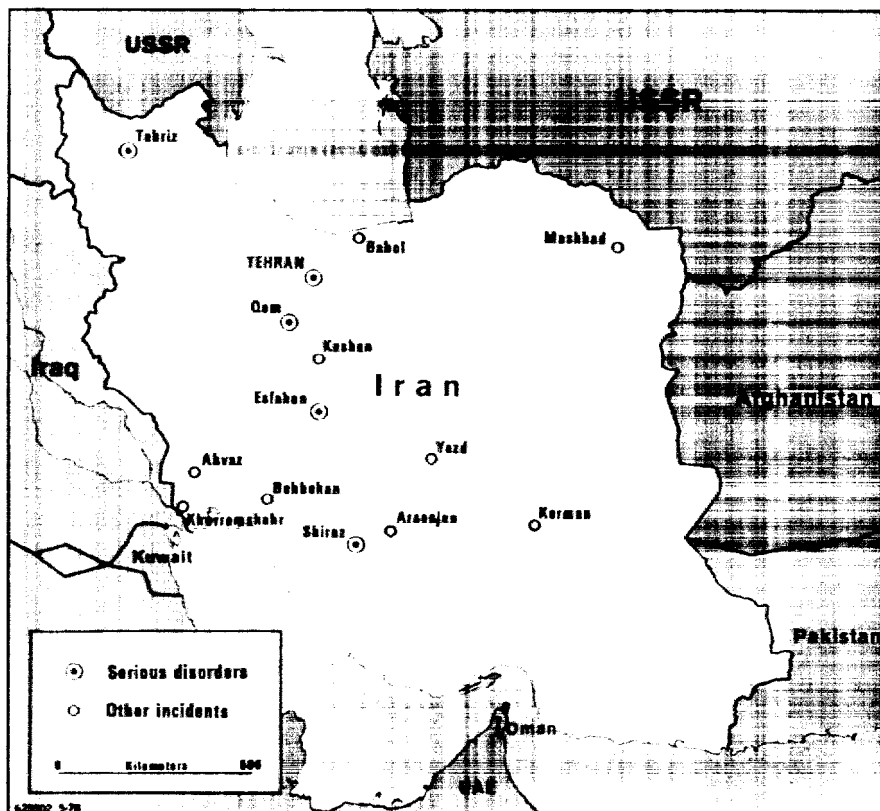 USSR
USSR
Tabriz
Babol
Mashhad
TEHRAN
Qom
Kashan
Iraq
Iran
Esfahan
Afghanistan
Yazd
Ahvaz
Behbehan
Khorramshahr
Arsenjan
Kerman
Shiraz
Kuwait
Pakistan
Serious disorders
Other incidents
Oman
0 Kilometers 500
UAE